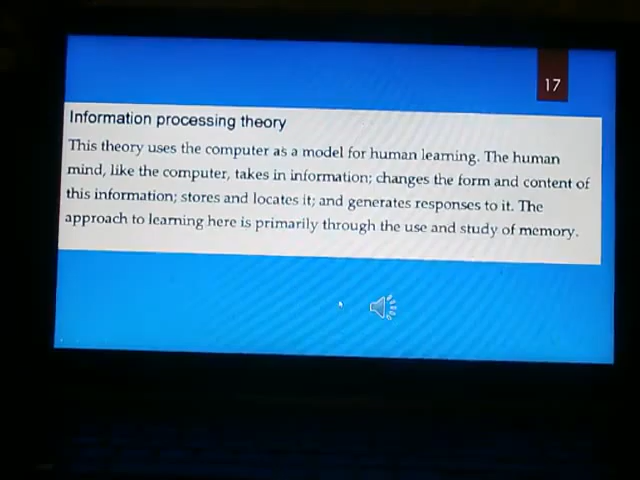 17
Information processing theory
This theory uses the computer as a model for human learning. The human
mind, like the computer, takes in information; changes the form and content of
this information; stores and locates it; and generates responses to it. The
approach to learning here is primarily through the use and study of memory.